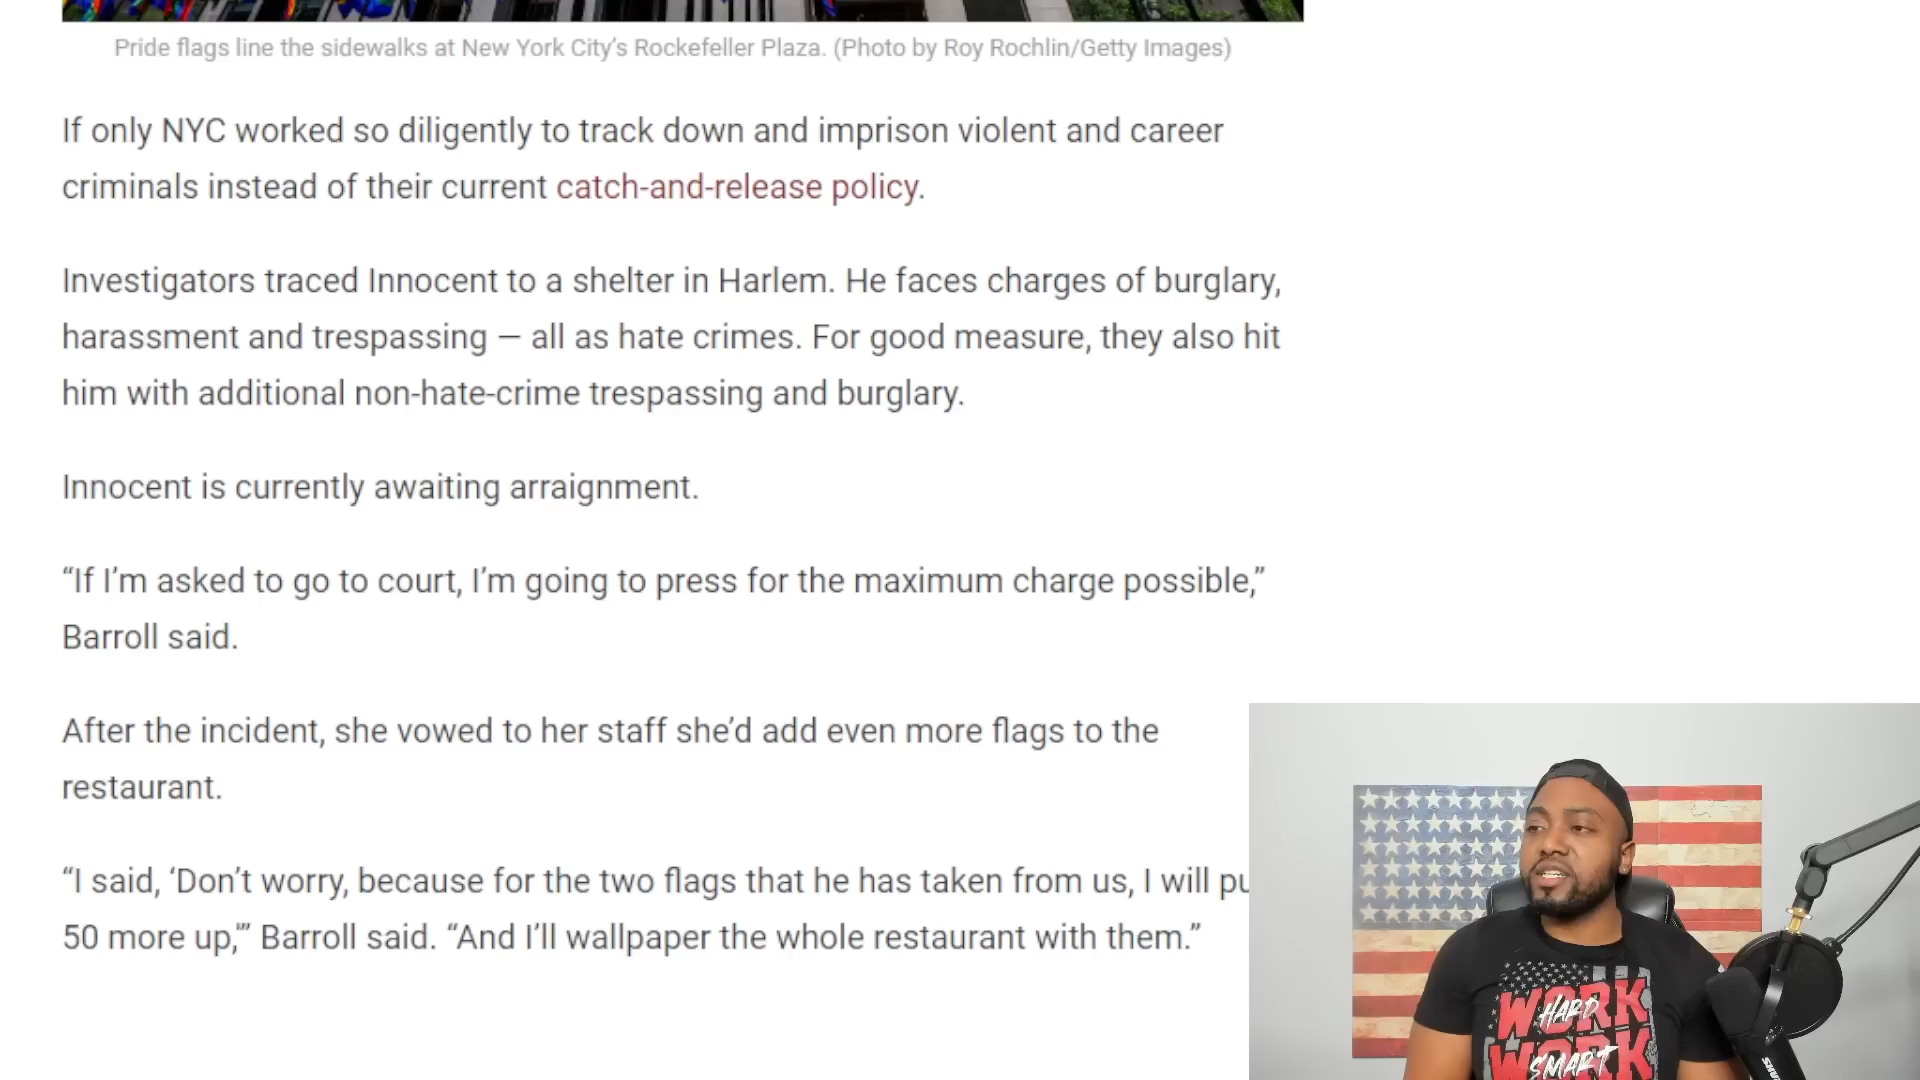 Pride flags line the sidewalks at New York City's Rockefeller Plaza. (Photo by Roy Rochlin/Getty Images)
If only NYC worked so diligently to track down and imprison violent and career
criminals instead of their current catch-and-release policy.
Investigators traced Innocent to a shelter in Harlem. He faces charges of burglary,
harassment and trespassing — all as hate crimes. For good measure, they also hit
him with additional non-hate-crime trespassing and burglary.
Innocent is currently awaiting arraignment.
“If I’m asked to go to court, I’m going to press for the maximum charge possible,”
Barroll said.
After the incident, she vowed to her staff she’d add even more flags to the
restaurant.
“I said, ‘Don’t worry, because for the two flags that he has taken from us, I will pu
50 more up,’” Barroll said. “And I’ll wallpaper the whole restaurant with them.”
WORK
HARD
WORK
SMART